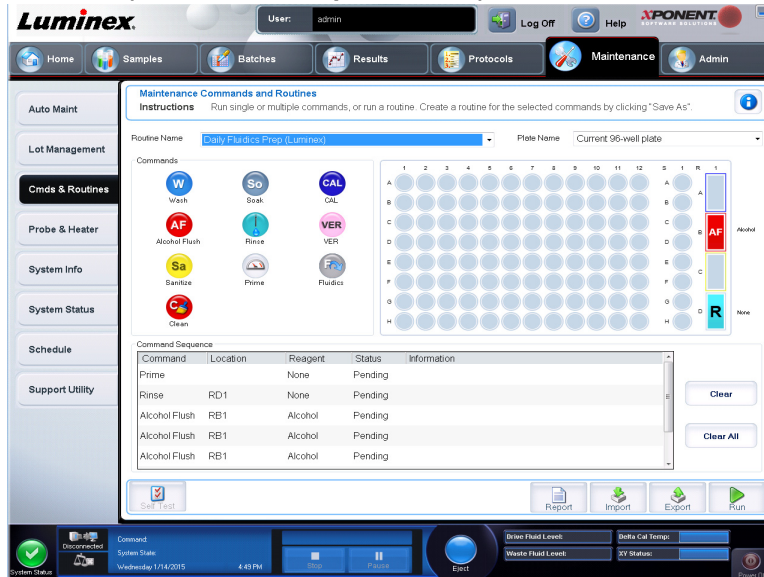 Luminex.
User: admin
Log Off
Help
XPONENT
SOFTWARE SOLUTIONS
Home
Samples
Batches
Results
Protocols
Maintenance
Admin
Auto Maint
Lot Management
Cmds & Routines
Probe & Heater
System Info
System Status
Schedule
Support Utility
Maintenance Commands and Routines
Instructions Run single or multiple commands, or run a routine. Create a routine for the selected commands by clicking "Save As".
Routine Name Daily Fluidics Prep (Luminex) Plate Name Current 96-well plate
Commands
W So CAL
Wash Soak CAL
AF VER
Alcohol Flush Rinse VER
Sa
Sanitize Prime Fluidics
Clean
1 2 3 4 5 6 7 8 9 10 11 12 S 1 R 1
A A A
B B
C C B AF Alcohol
D D
E E C
F F
G G D R None
H H
Command Sequence
Command Location Reagent Status Information
Prime None Pending
Rinse RD1 None Pending
Alcohol Flush RB1 Alcohol Pending
Alcohol Flush RB1 Alcohol Pending
Alcohol Flush RB1 Alcohol Pending
Clear
Clear All
Self Test
Report
Import
Export
Run
System Status
Disconnected
Command:
System State:
Wednesday 1/14/2015 4:49 PM
Stop
Pause
Eject
Drive Fluid Level:
Waste Fluid Level:
Delta Cal Temp:
XY Status: